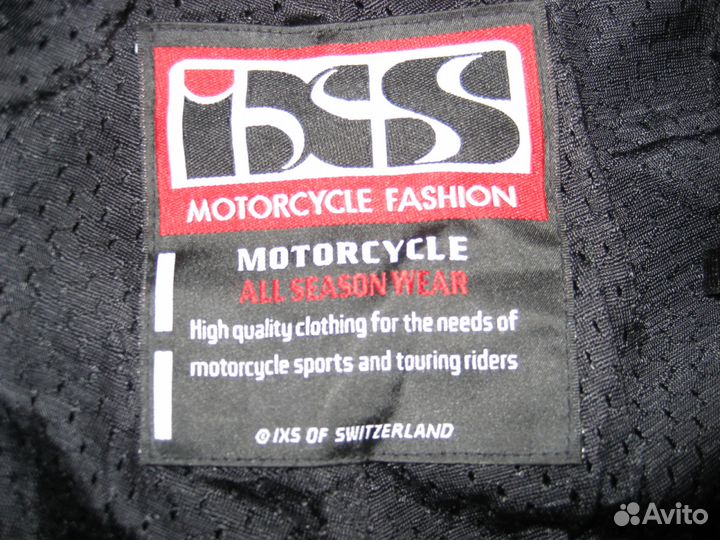 iXS
MOTORCYCLE FASHION
MOTORCYCLE
ALL SEASON WEAR
High quality clothing for the needs of
motorcycle sports and touring riders
© IXS OF SWITZERLAND
Avito